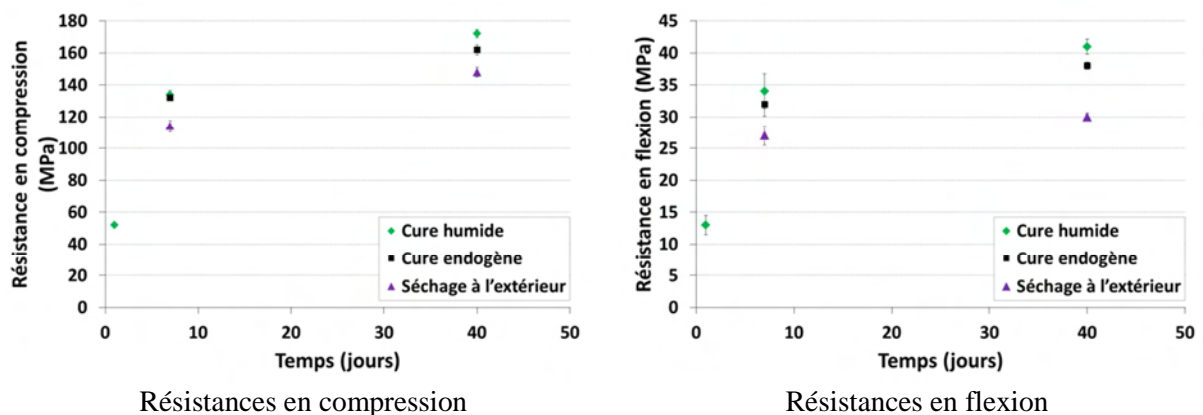 180
160
140
120
100
80
60
40
20
0
Résistance en compression
(MPa)
0 10 20 30 40 50
Temps (jours)
Cure humide
Cure endogène
Séchage à l'extérieur
Résistances en compression
45
40
35
30
25
20
15
10
5
0
Résistance en flexion (MPa)
0 10 20 30 40 50
Temps (jours)
Cure humide
Cure endogène
Séchage à l'extérieur
Résistances en flexion